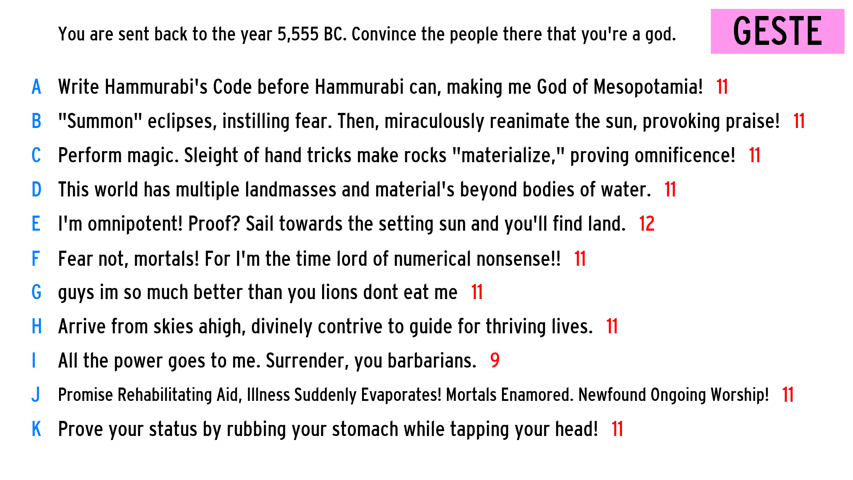 You are sent back to the year 5,555 BC. Convince the people there that you're a god.
GESTE
A Write Hammurabi's Code before Hammurabi can, making me God of Mesopotamia! 11
B "Summon" eclipses, instilling fear. Then, miraculously reanimate the sun, provoking praise! 11
C Perform magic. Sleight of hand tricks make rocks "materialize," proving omnificence! 11
D This world has multiple landmasses and material's beyond bodies of water. 11
E I'm omnipotent! Proof? Sail towards the setting sun and you'll find land. 12
F Fear not, mortals! For I'm the time lord of numerical nonsense!! 11
G guys im so much better than you lions dont eat me 11
H Arrive from skies ahigh, divinely contrive to guide for thriving lives. 11
I All the power goes to me. Surrender, you barbarians. 9
J Promise Rehabilitating Aid, Illness Suddenly Evaporates! Mortals Enamored. Newfound Ongoing Worship! 11
K Prove your status by rubbing your stomach while tapping your head! 11